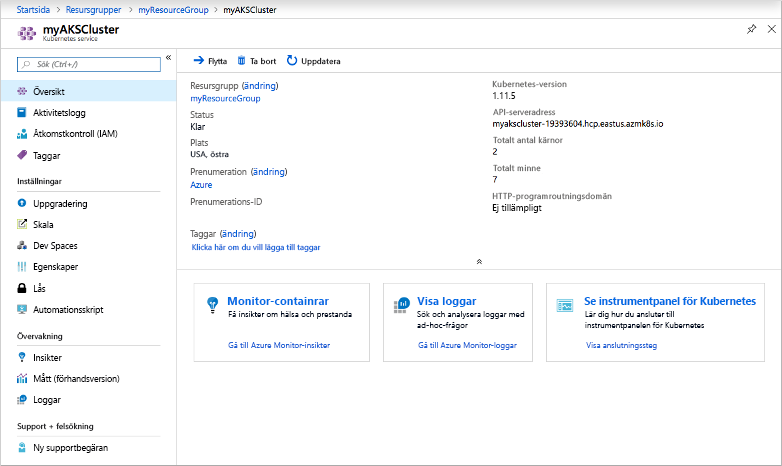 Startsida > Resursgrupper > myResourceGroup > myAKSCluster
myAKSCluster
Kubernetes service
Sök (Ctrl+/)
«
Översikt
Aktivitetslogg
Åtkomstkontroll (IAM)
Taggar
Inställningar
Uppgradering
Skala
Dev Spaces
Egenskaper
Lås
Automationsskript
Övervakning
Insikter
Mått (förhandsversion)
Loggar
Support + felsökning
Ny supportbegäran
Flytta Ta bort Uppdatera
Resursgrupp (ändring)
myResourceGroup
Status
Klar
Plats
USA, östra
Prenumeration (ändring)
Azure
Prenumerations-ID
Taggar (ändring)
Klicka här om du vill lägga till taggar
Kubernetes-version
1.11.5
API-serveradress
myakscluster-19393604.hcp.eastus.azmk8s.io
Totalt antal kärnor
2
Totalt minne
7
HTTP-programroutningsdomän
Ej tillämpligt
Monitor-containrar
Få insikter om hälsa och prestanda
Gå till Azure Monitor-insikter
Visa loggar
Sök och analysera loggar med
ad-hoc-frågor
Gå till Azure Monitor-loggar
Se instrumentpanel för Kubernetes
Lär dig hur du ansluter till
instrumentpanelen för Kubernetes
Visa anslutningssteg